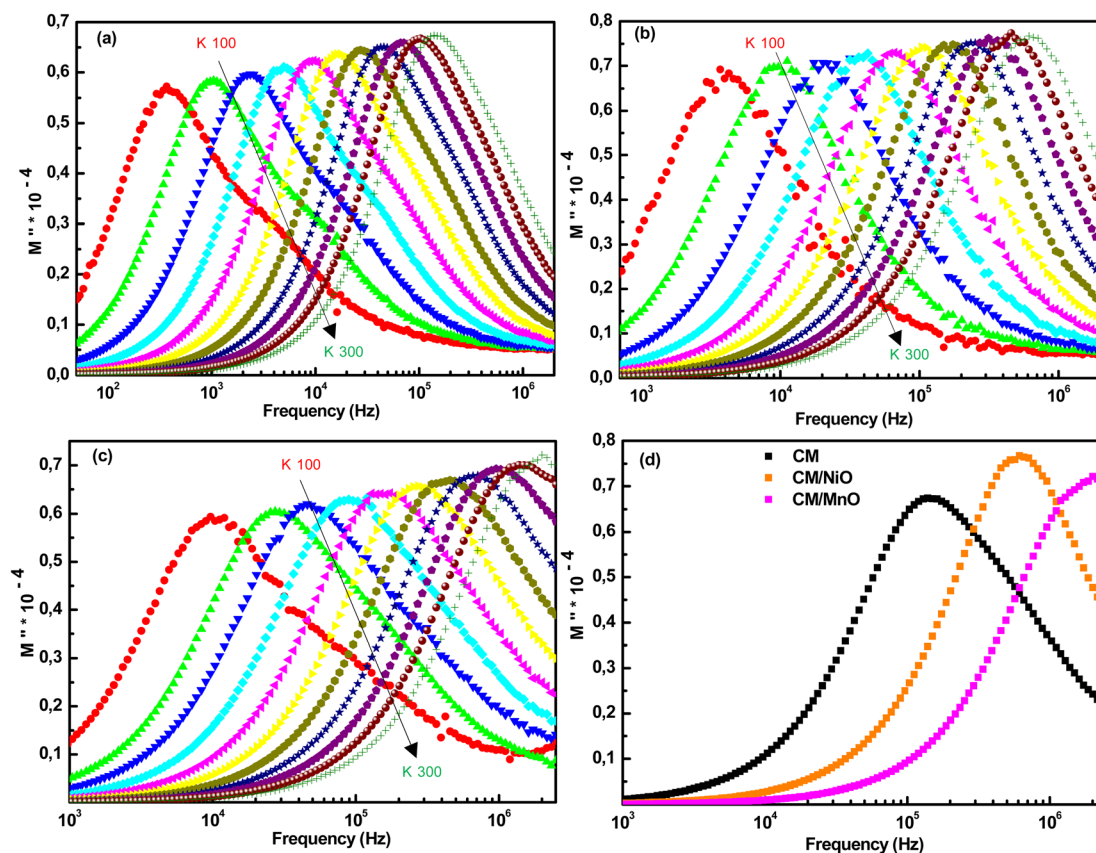 (a)
K 100
K 300
M " * 10 - 4
0,7
0,6
0,5
0,4
0,3
0,2
0,1
0,0
10² 10³ 10⁴ 10⁵ 10⁶
Frequency (Hz)
(b)
K 100
K 300
M " * 10 - 4
0,8
0,7
0,6
0,5
0,4
0,3
0,2
0,1
0,0
10³ 10⁴ 10⁵ 10⁶
Frequency (Hz)
(c)
K 100
K 300
M " * 10 - 4
0,7
0,6
0,5
0,4
0,3
0,2
0,1
10³ 10⁴ 10⁵ 10⁶
Frequency (Hz)
(d)
CM
CM/NiO
CM/MnO
M " * 10 - 4
0,8
0,7
0,6
0,5
0,4
0,3
0,2
0,1
0,0
10³ 10⁴ 10⁵ 10⁶
Frequency (Hz)